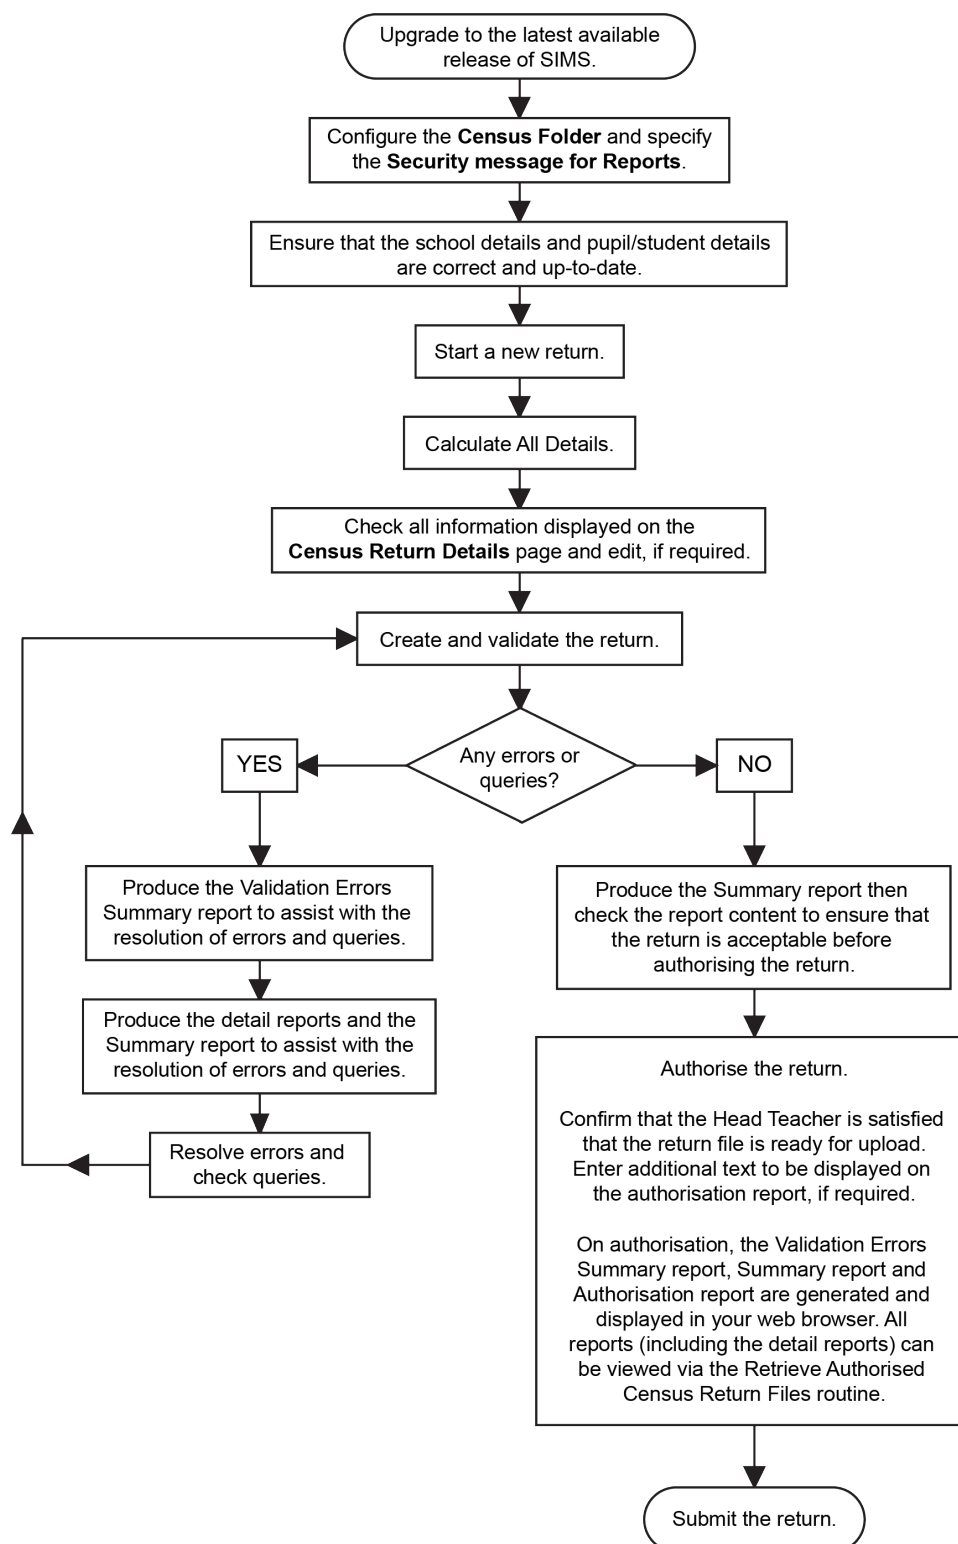 Upgrade to the latest available
release of SIMS.
Configure the Census Folder and specify
the Security message for Reports.
Ensure that the school details and pupil/student details
are correct and up-to-date.
Start a new return.
Calculate All Details.
Check all information displayed on the
Census Return Details page and edit, if required.
Create and validate the return.
Any errors or
queries?
YES
NO
Produce the Validation Errors
Summary report to assist with the
resolution of errors and queries.
Produce the detail reports and the
Summary report to assist with the
resolution of errors and queries.
Resolve errors and
check queries.
Produce the Summary report then
check the report content to ensure that
the return is acceptable before
authorising the return.
Authorise the return.
Confirm that the Head Teacher is satisfied
that the return file is ready for upload.
Enter additional text to be displayed on
the authorisation report, if required.
On authorisation, the Validation Errors
Summary report, Summary report and
Authorisation report are generated and
displayed in your web browser. All
reports (including the detail reports) can
be viewed via the Retrieve Authorised
Census Return Files routine.
Submit the return.